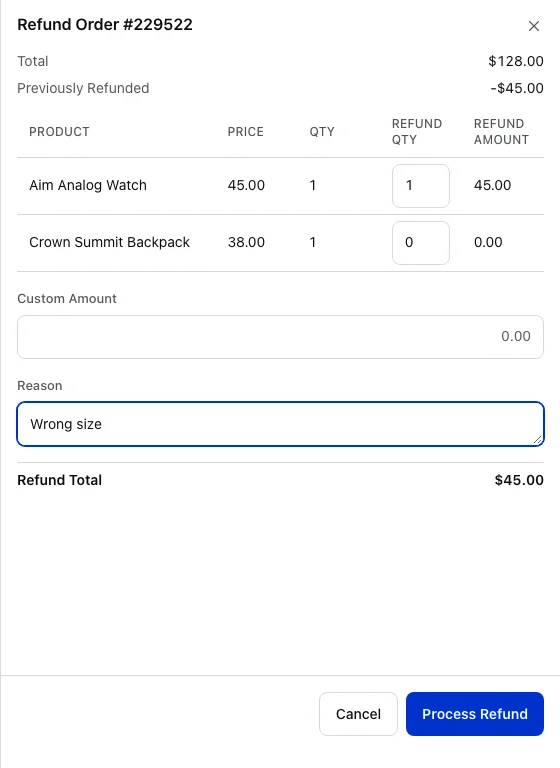 Refund Order #229522
Total $128.00
Previously Refunded -$45.00
PRODUCT PRICE QTY REFUND QTY REFUND AMOUNT
Aim Analog Watch 45.00 1 1 45.00
Crown Summit Backpack 38.00 1 0 0.00
Custom Amount
0.00
Reason
Wrong size
Refund Total $45.00
Cancel Process Refund